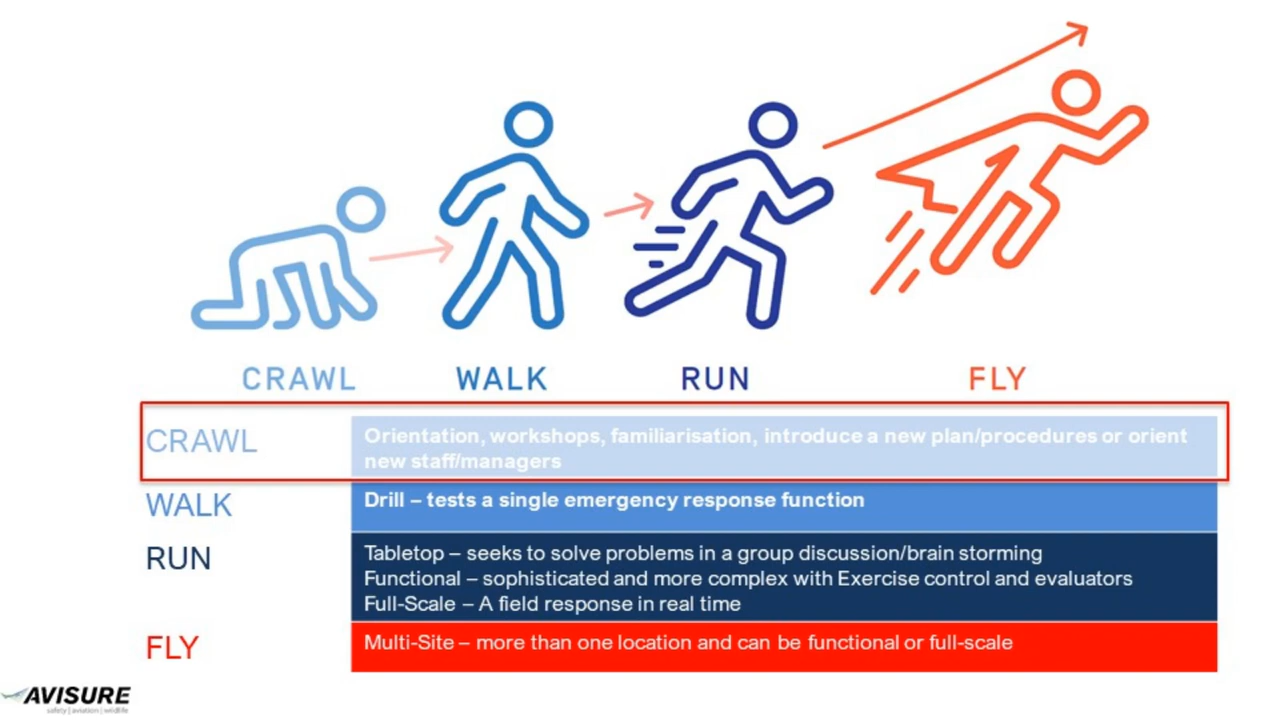 CRAWL WALK RUN FLY
CRAWL
Orientation, workshops, familiarisation, introduce a new plan/procedures or orient
new staff/managers
WALK
Drill – tests a single emergency response function
RUN
Tabletop – seeks to solve problems in a group discussion/brain storming
Functional – sophisticated and more complex with Exercise control and evaluators
Full-Scale – A field response in real time
FLY
Multi-Site – more than one location and can be functional or full-scale
AVISURE
safety | aviation | wildlife